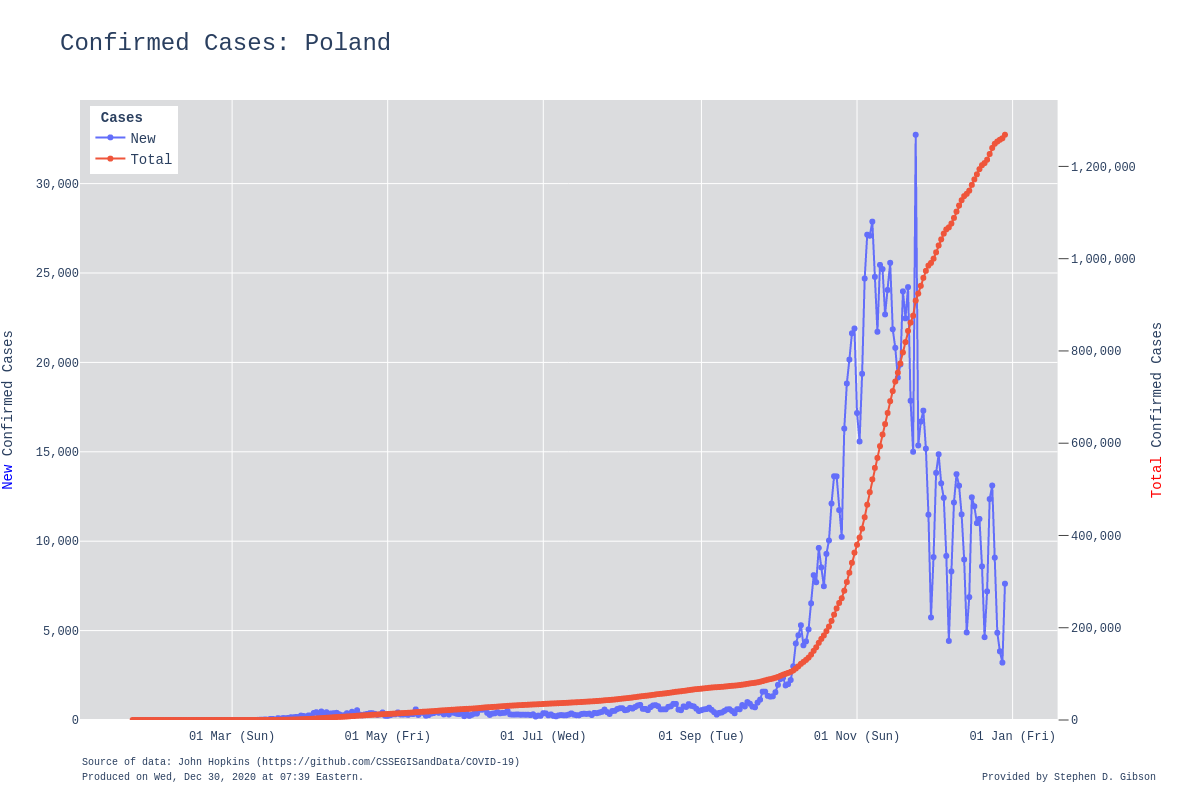 Confirmed Cases: Poland
Cases
New
Total
30,000
25,000
20,000
15,000
10,000
5,000
0
New Confirmed Cases
1,200,000
1,000,000
800,000
600,000
400,000
200,000
0
Total Confirmed Cases
01 Mar (Sun)
01 May (Fri)
01 Jul (Wed)
01 Sep (Tue)
01 Nov (Sun)
01 Jan (Fri)
Source of data: John Hopkins (https://github.com/CSSEGISandData/COVID-19)
Produced on Wed, Dec 30, 2020 at 07:39 Eastern.
Provided by Stephen D. Gibson